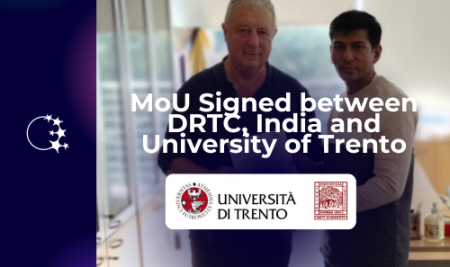 MoU Signed between
DRTC, India and
University of Trento
UNIVERSITÀ
DI TRENTO